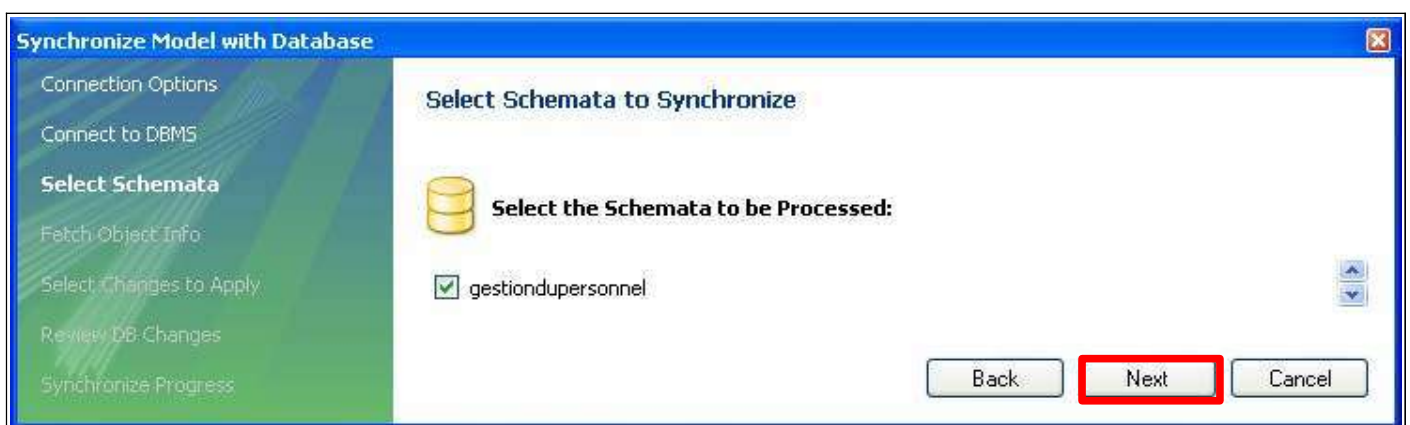 Synchronize Model with Database
Connection Options
Connect to DBMS
Select Schemata
Fetch Object Info
Select Changes to Apply
Review DB Changes
Synchronize Progress
Select Schemata to Synchronize
Select the Schemata to be Processed:
gestiondupersonnel
Back Next Cancel